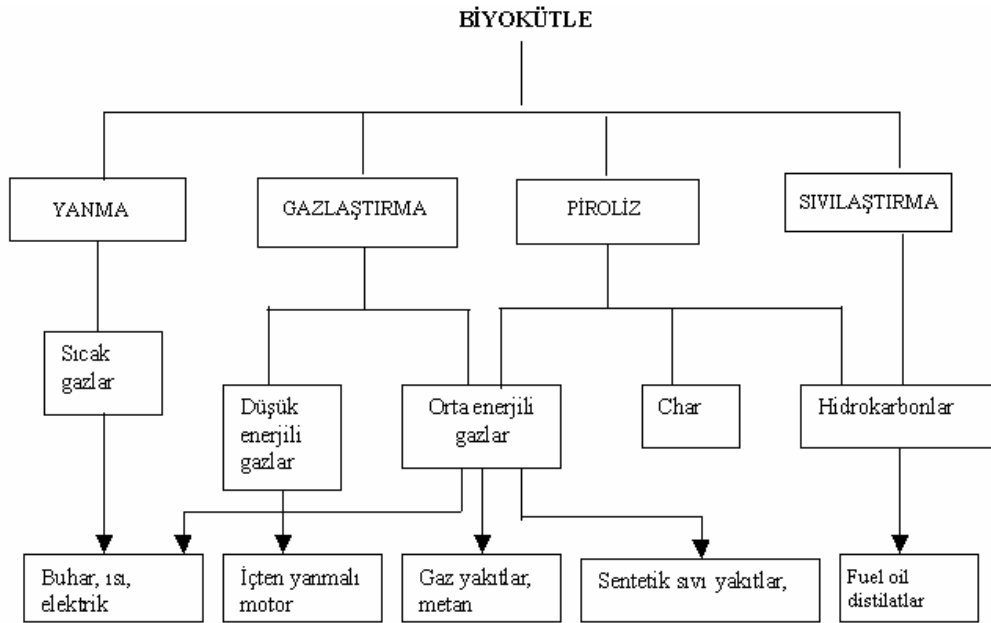 BİYOKÜTLE
YANMA
GAZLAŞTIRMA
PİROLİZ
SIVILAŞTIRMA
Sıcak
gazlar
Düşük
enerjili
gazlar
Orta enerjili
gazlar
Char
Hidrokarbonlar
Buhar, ısı,
elektrik
İçten yanmalı
motor
Gaz yakıtlar,
metan
Sentetik sıvı yakıtlar,
Fuel oil
distilatlar